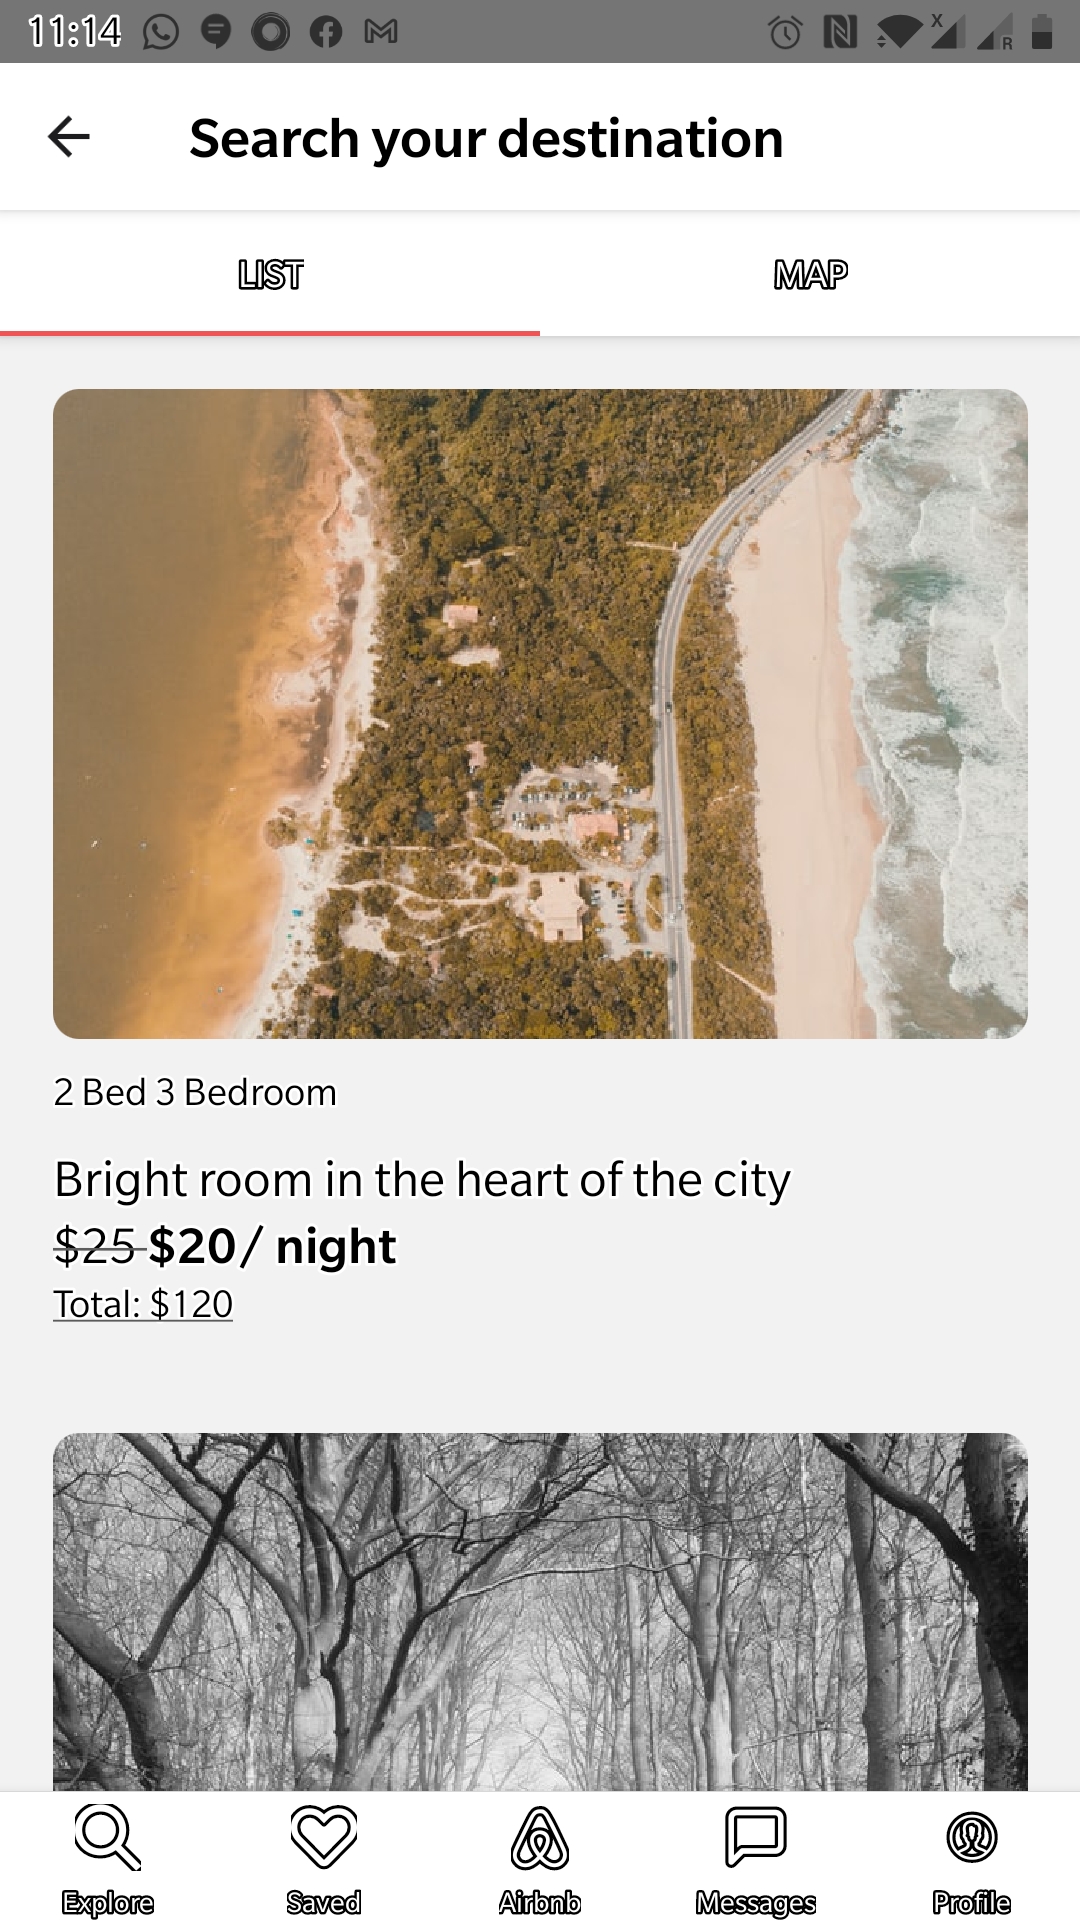 11:14
X
R
Search your destination
LIST MAP
2 Bed 3 Bedroom
Bright room in the heart of the city
$25 $20/ night
Total: $120
Explore Saved Airbnb Messages Profile